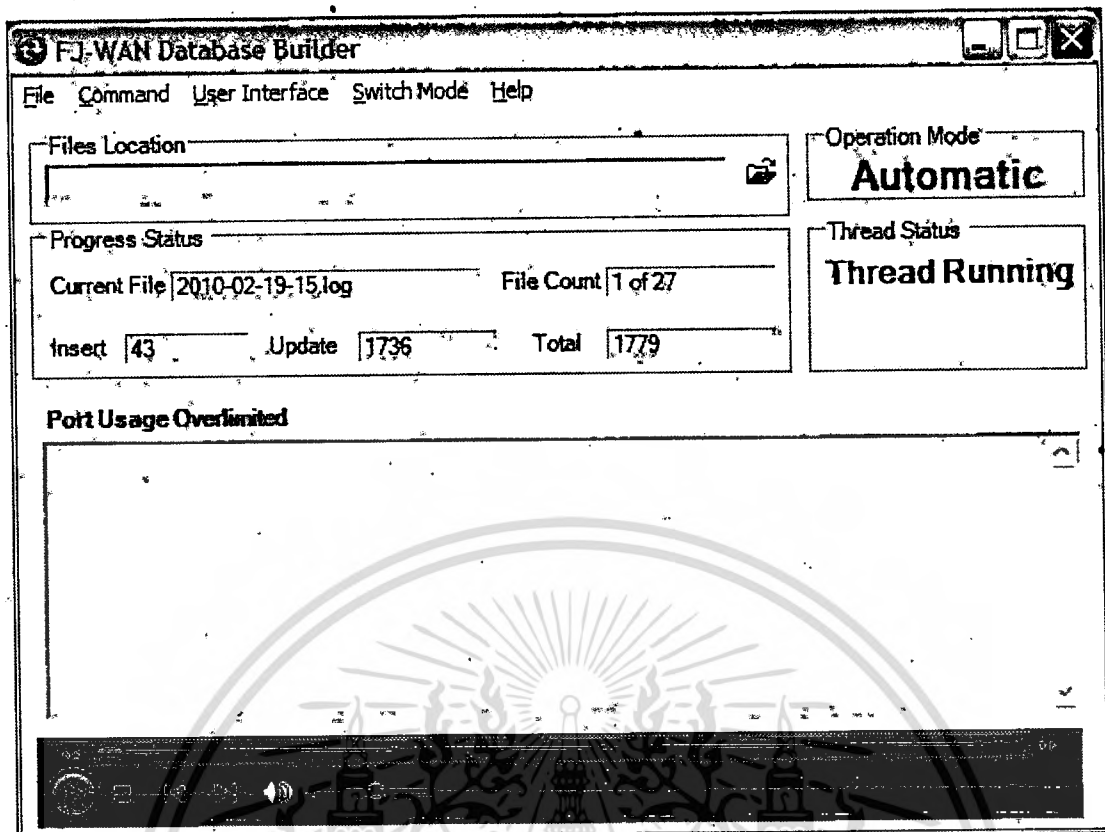 FJ-WAN Database Builder
File Command User Interface Switch Mode Help
Files Location
Operation Mode
Automatic
Progress Status
Thread Status
Current File 2010-02-19-15.log File Count 1 of 27
Thread Running
Insert 43 Update 1736 Total 1779
Port Usage Overlimited